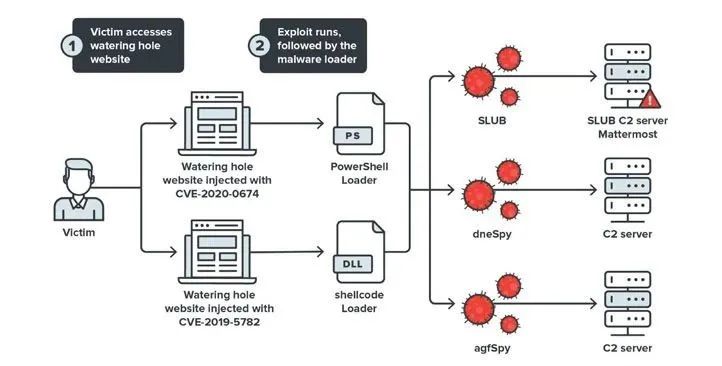 1
Victim accesses
watering hole
website
2
Exploit runs,
followed by the
malware loader
Victim
Watering hole
website injected with
CVE-2020-0674
PS
PowerShell
Loader
Watering hole
website injected with
CVE-2019-5782
DLL
shellcode
Loader
SLUB
SLUB C2 server
Mattermost
dneSpy
C2 server
agfSpy
C2 server